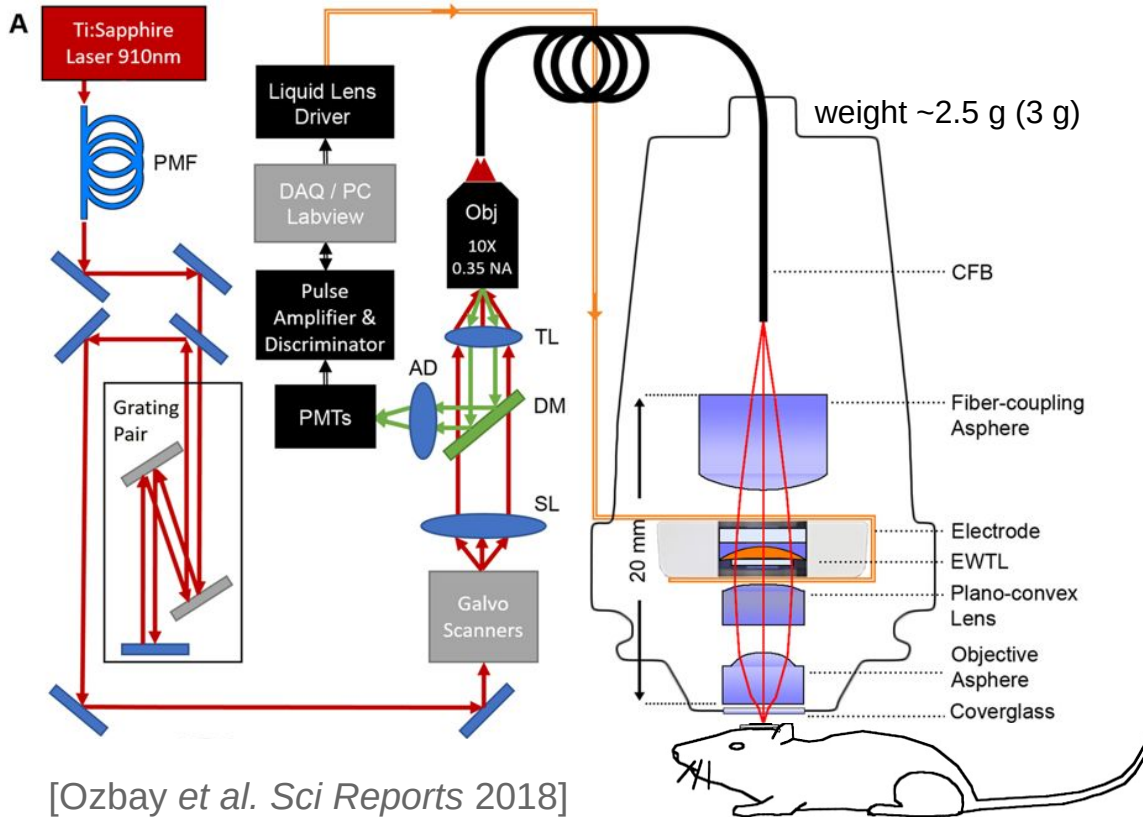 A
Ti:Sapphire
Laser 910nm
PMF
Grating
Pair
Liquid Lens
Driver
DAQ / PC
Labview
Pulse
Amplifier &
Discriminator
PMTs
AD
Obj
10X
0.35 NA
TL
DM
SL
Galvo
Scanners
weight ~2.5 g (3 g)
CFB
Fiber-coupling
Asphere
20 mm
Electrode
EWTL
Plano-convex
Lens
Objective
Asphere
Coverglass
[Ozbay et al. Sci Reports 2018]